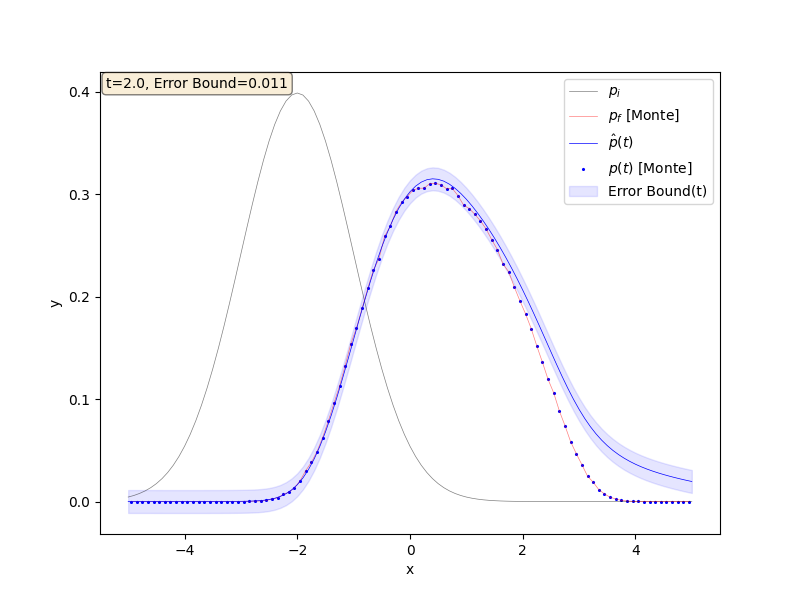 t=2.0, Error Bound=0.011
p_i
p_f [Monte]
p̂(t)
p(t) [Monte]
Error Bound(t)
0.4
0.3
0.2
0.1
0.0
y
−4 −2 0 2 4
x